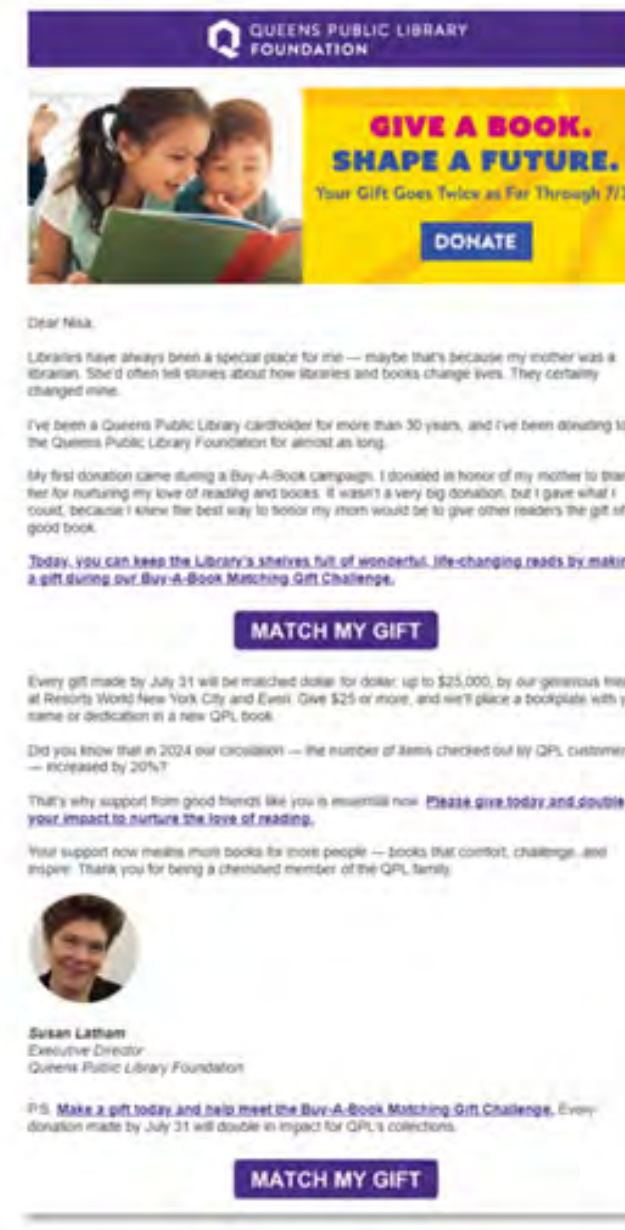 QUEENS PUBLIC LIBRARY
FOUNDATION
GIVE A BOOK.
SHAPE A FUTURE.
Your Gift Goes Twice as Far Through 7/
DONATE
Dear Nisa,
Libraries have always been a special place for me — maybe that's because my mother was a
librarian. She'd often tell stories about how libraries and books change lives. They certainly
changed mine.
I've been a Queens Public Library cardholder for more than 30 years, and I've been donating to
the Queens Public Library Foundation for almost as long.
My first donation came during a Buy-A-Book campaign. I donated in honor of my mother to than
her for nurturing my love of reading and books. It wasn't a very big donation, but I gave what I
could, because I knew the best way to honor my mom would be to give other readers the gift of
good book.
Today, you can keep the Library's shelves full of wonderful, life-changing reads by makin
a gift during our Buy-A-Book Matching Gift Challenge.
MATCH MY GIFT
Every gift made by July 31 will be matched dollar for dollar, up to $25,000, by our generous frien
at Resorts World New York City and Even. Give $25 or more, and we'll place a bookplate with y
name or dedication in a new QPL book.
Did you know that in 2024 our circulation — the number of items checked out by QPL customer
— increased by 20%?
That's why support from good friends like you is essential now. Please give today and double
your impact to nurture the love of reading.
Your support now means more books for more people — books that comfort, challenge, and
inspire. Thank you for being a cherished member of the QPL family.
Susan Latham
Executive Director
Queens Public Library Foundation
P.S. Make a gift today and help meet the Buy-A-Book Matching Gift Challenge. Every
donation made by July 31 will double in impact for QPL's collections.
MATCH MY GIFT